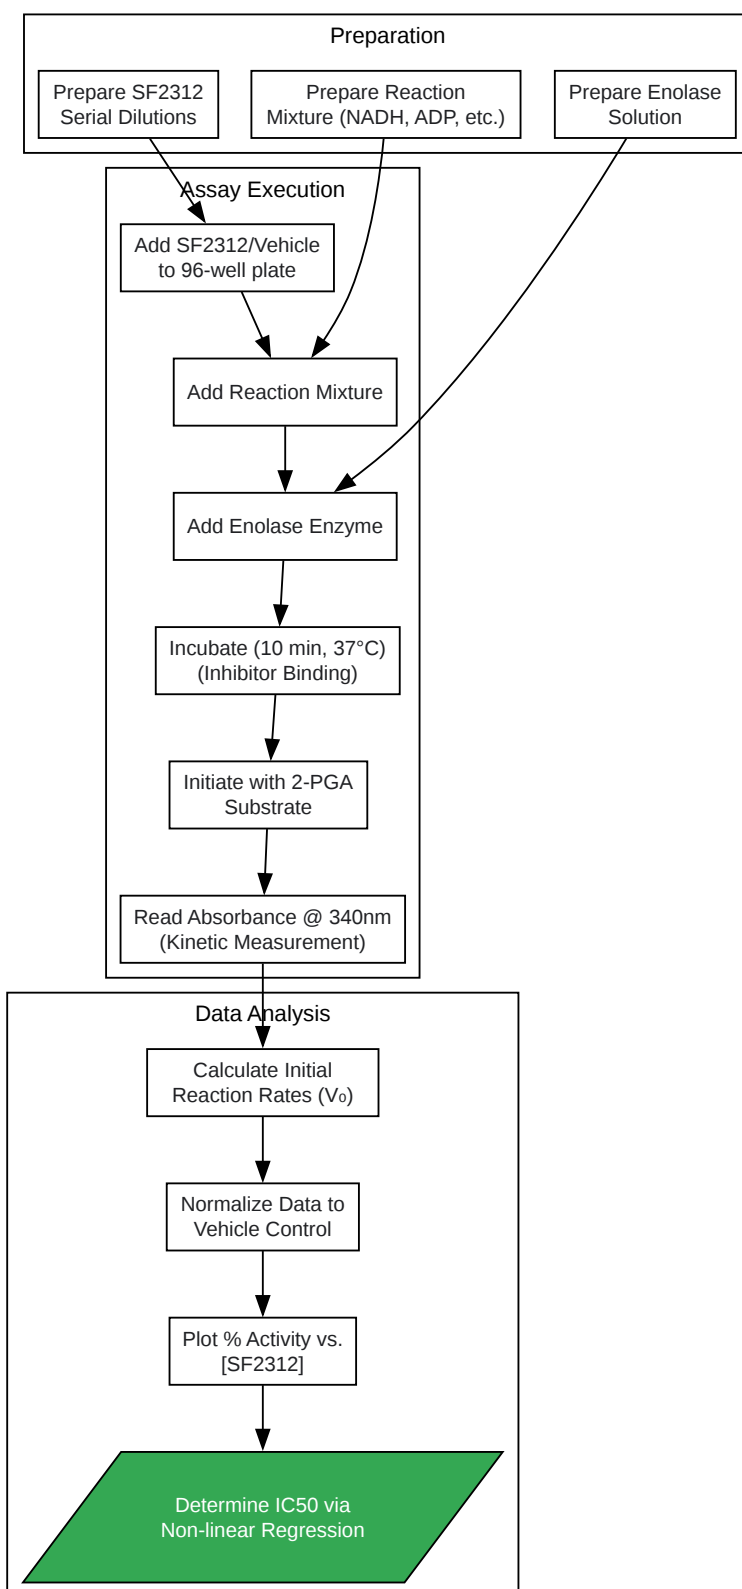 Preparation
Prepare SF2312
Serial Dilutions
Prepare Reaction
Mixture (NADH, ADP, etc.)
Prepare Enolase
Solution
Assay Execution
Add SF2312/Vehicle
to 96-well plate
Add Reaction Mixture
Add Enolase Enzyme
Incubate (10 min, 37°C)
(Inhibitor Binding)
Initiate with 2-PGA
Substrate
Read Absorbance @ 340nm
(Kinetic Measurement)
Data Analysis
Calculate Initial
Reaction Rates (V₀)
Normalize Data to
Vehicle Control
Plot % Activity vs.
[SF2312]
Determine IC50 via
Non-linear Regression